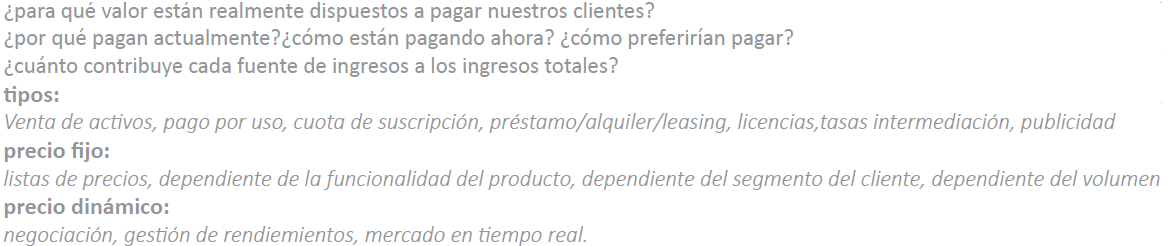 ¿para qué valor están realmente dispuestos a pagar nuestros clientes?
¿por qué pagan actualmente?¿cómo están pagando ahora? ¿cómo preferirían pagar?
¿cuánto contribuye cada fuente de ingresos a los ingresos totales?
tipos:
Venta de activos, pago por uso, cuota de suscripción, préstamo/alquiler/leasing, licencias,tasas intermediación, publicidad
precio fijo:
listas de precios, dependiente de la funcionalidad del producto, dependiente del segmento del cliente, dependiente del volumen
precio dinámico:
negociación, gestión de rendiemientos, mercado en tiempo real.